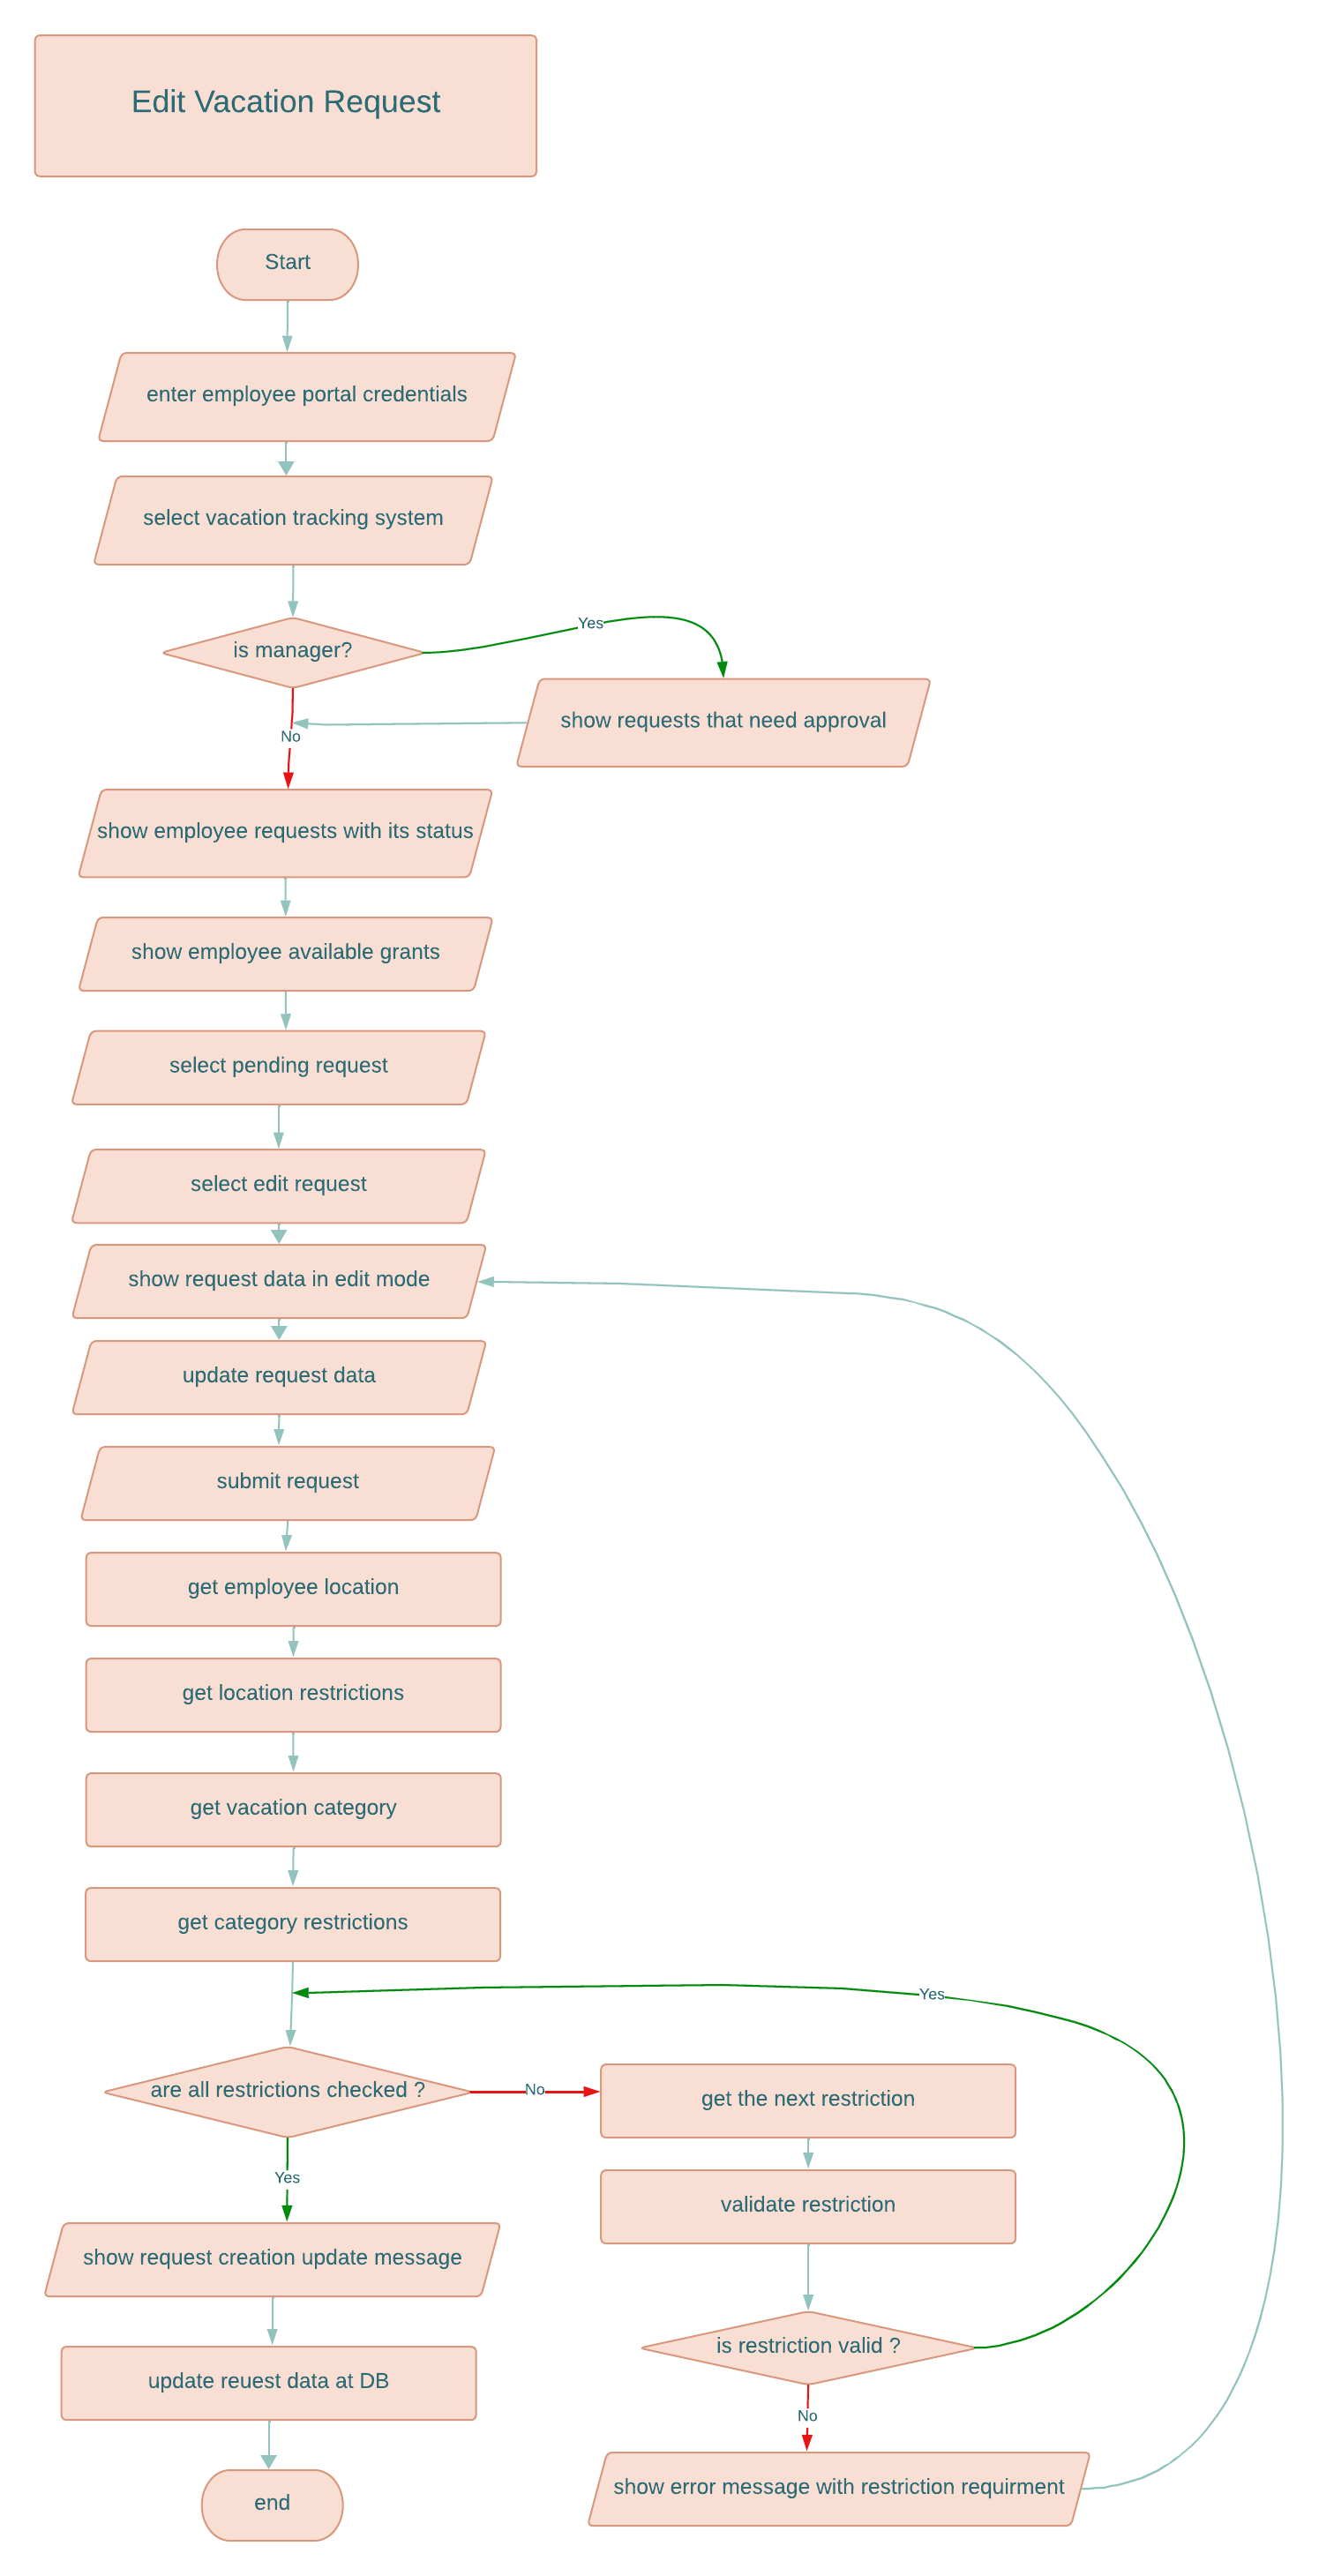 Edit Vacation Request
Start
enter employee portal credentials
select vacation tracking system
is manager?
Yes
show requests that need approval
No
show employee requests with its status
show employee available grants
select pending request
select edit request
show request data in edit mode
update request data
submit request
get employee location
get location restrictions
get vacation category
get category restrictions
Yes
are all restrictions checked ?
No
get the next restriction
Yes
validate restriction
show request creation update message
is restriction valid ?
update reuest data at DB
No
show error message with restriction requirment
end